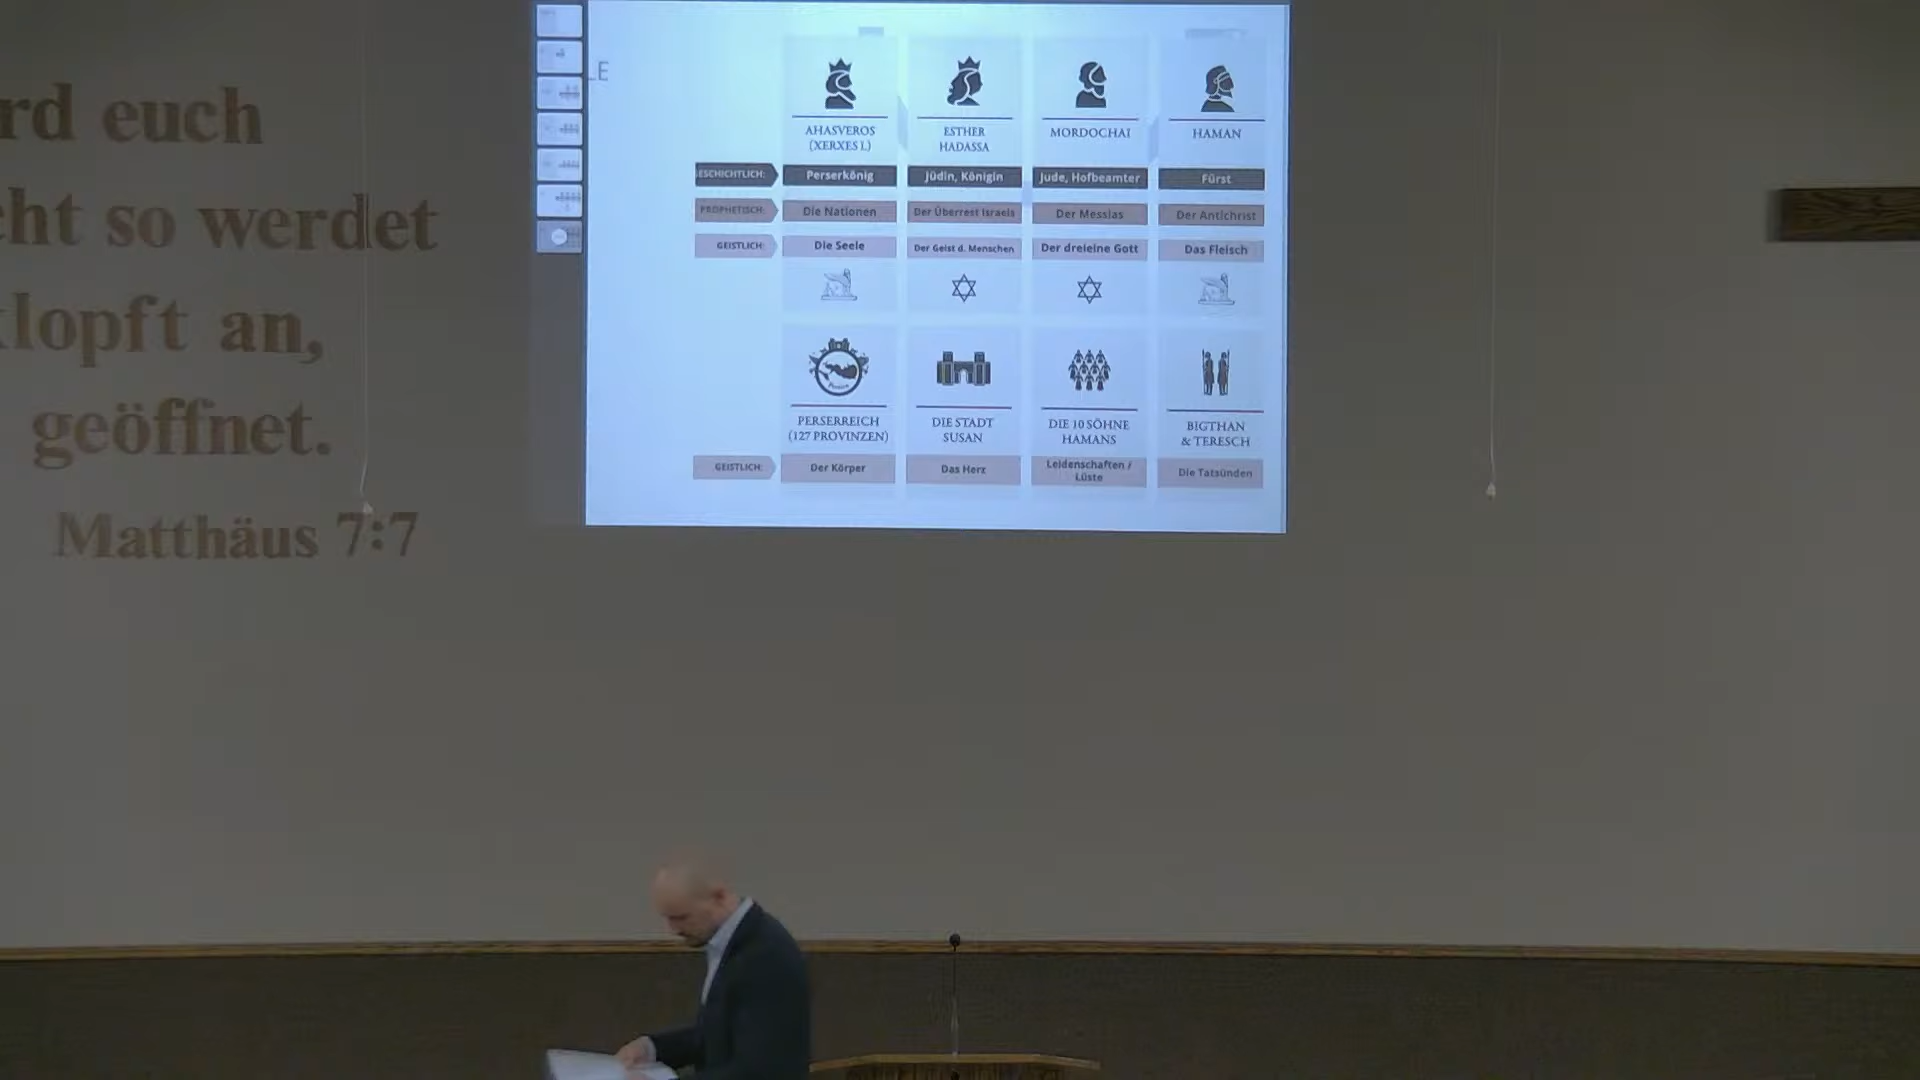 rd euch
cht so werdet
klopft an,
geöffnet.
Matthäus 7:7
LE
AHASVEROS
(XERXES I.)
ESTHER
HADASSA
MORDOCHAI
HAMAN
GESCHICHTLICH:
Perserkönig
Jüdin, Königin
Jude, Hofbeamter
Fürst
PROPHETISCH:
Die Nationen
Der Überrest Israels
Der Messias
Der Antichrist
GEISTLICH:
Die Seele
Der Geist d. Menschen
Der dreieine Gott
Das Fleisch
PERSERREICH
(127 PROVINZEN)
DIE STADT
SUSAN
DIE 10 SÖHNE
HAMANS
BIGTHAN
& TERESCH
GEISTLICH:
Der Körper
Das Herz
Leidenschaften /
Lüste
Die Tatsünden